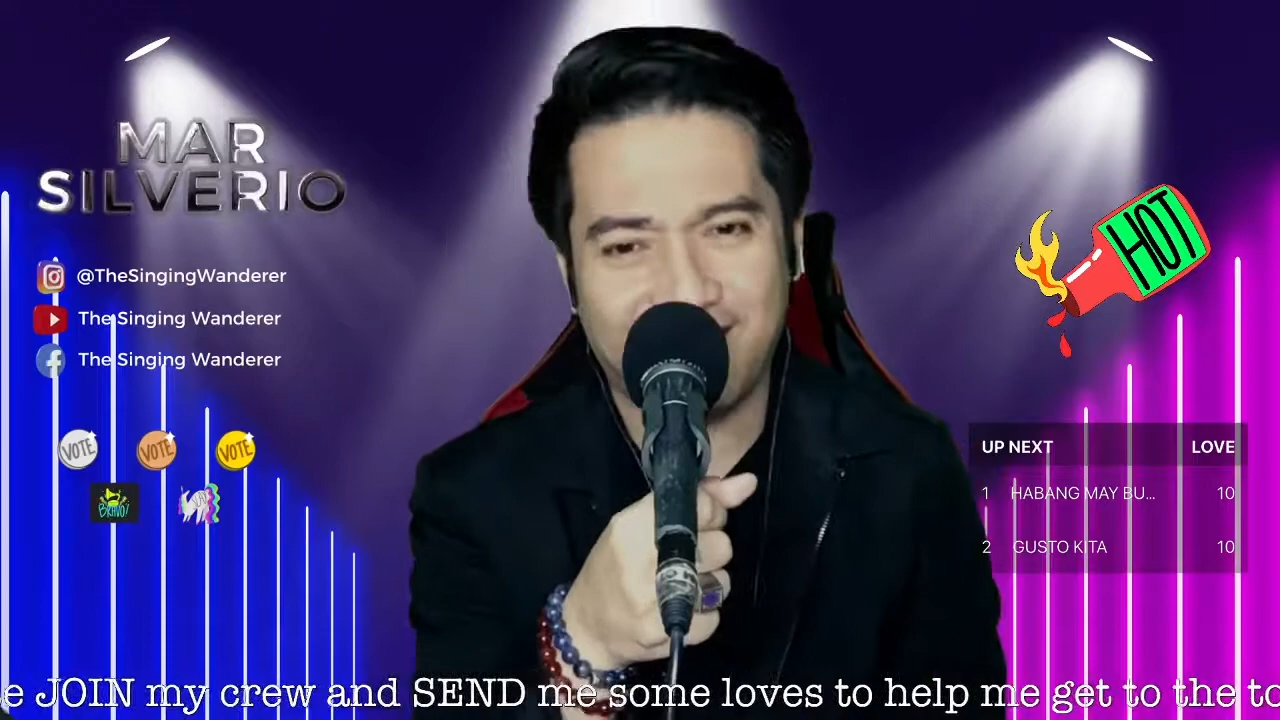 MAR
SILVERIO
@TheSingingWanderer
The Singing Wanderer
The Singing Wanderer
VOTE VOTE VOTE
BRAVO!
HOT
UP NEXT LOVE
1 HABANG MAY BU... 10
2 GUSTO KITA 10
e JOIN my crew and SEND me some loves to help me get to the to